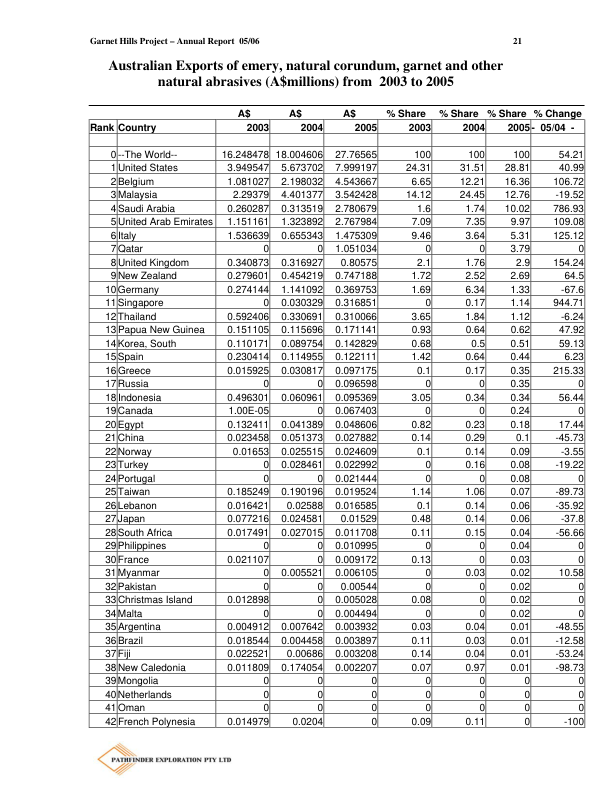 Garnet Hills Project – Annual Report 05/06 21
Australian Exports of emery, natural corundum, garnet and other
natural abrasives (A$millions) from 2003 to 2005
A$ A$ A$ % Share % Share % Share % Change
Rank Country 2003 2004 2005 2003 2004 2005 - 05/04 -
0 --The World-- 16.248478 18.004606 27.76565 100 100 100 54.21
1 United States 3.949547 5.673702 7.999197 24.31 31.51 28.81 40.99
2 Belgium 1.081027 2.198032 4.543667 6.65 12.21 16.36 106.72
3 Malaysia 2.29379 4.401377 3.542428 14.12 24.45 12.76 -19.52
4 Saudi Arabia 0.260287 0.313519 2.780679 1.6 1.74 10.02 786.93
5 United Arab Emirates 1.151161 1.323892 2.767984 7.09 7.35 9.97 109.08
6 Italy 1.536639 0.655343 1.475309 9.46 3.64 5.31 125.12
7 Qatar 0 0 1.051034 0 0 3.79 0
8 United Kingdom 0.340873 0.316927 0.80575 2.1 1.76 2.9 154.24
9 New Zealand 0.279601 0.454219 0.747188 1.72 2.52 2.69 64.5
10 Germany 0.274144 1.141092 0.369753 1.69 6.34 1.33 -67.6
11 Singapore 0 0.030329 0.316851 0 0.17 1.14 944.71
12 Thailand 0.592406 0.330691 0.310066 3.65 1.84 1.12 -6.24
13 Papua New Guinea 0.151105 0.115696 0.171141 0.93 0.64 0.62 47.92
14 Korea, South 0.110171 0.089754 0.142829 0.68 0.5 0.51 59.13
15 Spain 0.230414 0.114955 0.122111 1.42 0.64 0.44 6.23
16 Greece 0.015925 0.030817 0.097175 0.1 0.17 0.35 215.33
17 Russia 0 0 0.096598 0 0 0.35 0
18 Indonesia 0.496301 0.060961 0.095369 3.05 0.34 0.34 56.44
19 Canada 1.00E-05 0 0.067403 0 0 0.24 0
20 Egypt 0.132411 0.041389 0.048606 0.82 0.23 0.18 17.44
21 China 0.023458 0.051373 0.027882 0.14 0.29 0.1 -45.73
22 Norway 0.01653 0.025515 0.024609 0.1 0.14 0.09 -3.55
23 Turkey 0 0.028461 0.022992 0 0.16 0.08 -19.22
24 Portugal 0 0 0.021444 0 0 0.08 0
25 Taiwan 0.185249 0.190196 0.019524 1.14 1.06 0.07 -89.73
26 Lebanon 0.016421 0.02588 0.016585 0.1 0.14 0.06 -35.92
27 Japan 0.077216 0.024581 0.01529 0.48 0.14 0.06 -37.8
28 South Africa 0.017491 0.027015 0.011708 0.11 0.15 0.04 -56.66
29 Philippines 0 0 0.010995 0 0 0.04 0
30 France 0.021107 0 0.009172 0.13 0 0.03 0
31 Myanmar 0 0.005521 0.006105 0 0.03 0.02 10.58
32 Pakistan 0 0 0.00544 0 0 0.02 0
33 Christmas Island 0.012898 0 0.005028 0.08 0 0.02 0
34 Malta 0 0 0.004494 0 0 0.02 0
35 Argentina 0.004912 0.007642 0.003932 0.03 0.04 0.01 -48.55
36 Brazil 0.018544 0.004458 0.003897 0.11 0.03 0.01 -12.58
37 Fiji 0.022521 0.00686 0.003208 0.14 0.04 0.01 -53.24
38 New Caledonia 0.011809 0.174054 0.002207 0.07 0.97 0.01 -98.73
39 Mongolia 0 0 0 0 0 0 0
40 Netherlands 0 0 0 0 0 0 0
41 Oman 0 0 0 0 0 0 0
42 French Polynesia 0.014979 0.0204 0 0.09 0.11 0 -100
PATHFINDER EXPLORATION PTY LTD